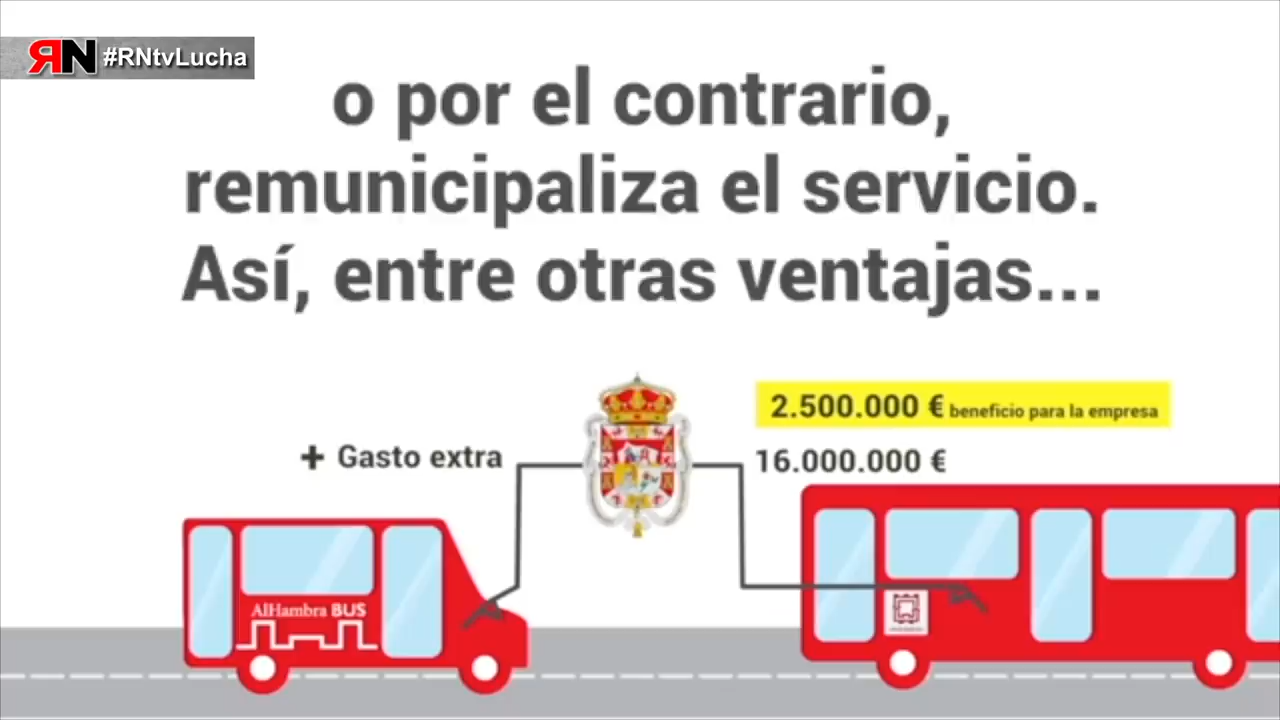 RN #RNtvLucha
o por el contrario,
remunicipaliza el servicio.
Así, entre otras ventajas...
2.500.000 € beneficio para la empresa
+ Gasto extra
16.000.000 €
AlHambra BUS